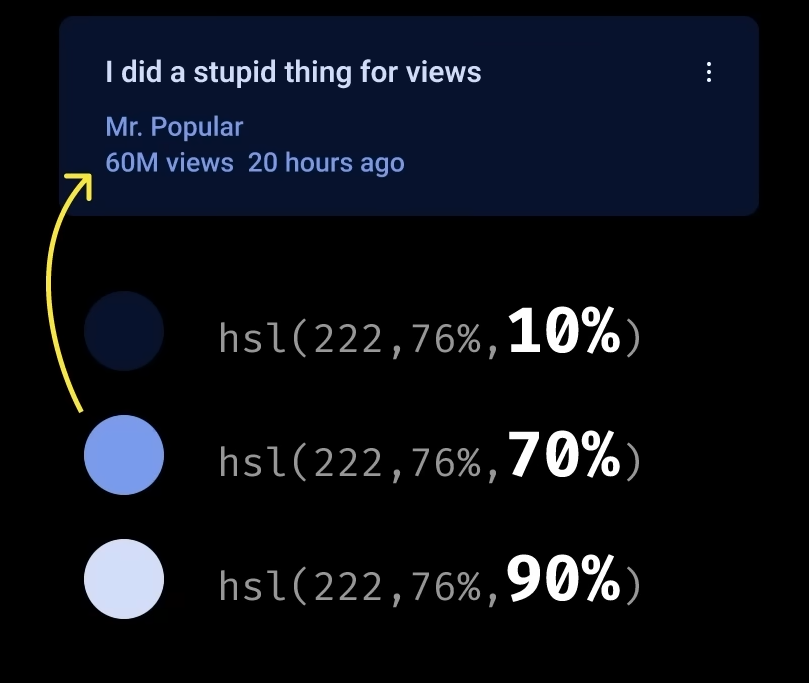 I did a stupid thing for views
Mr. Popular
60M views  20 hours ago
hsl(222,76%,10%)
hsl(222,76%,70%)
hsl(222,76%,90%)